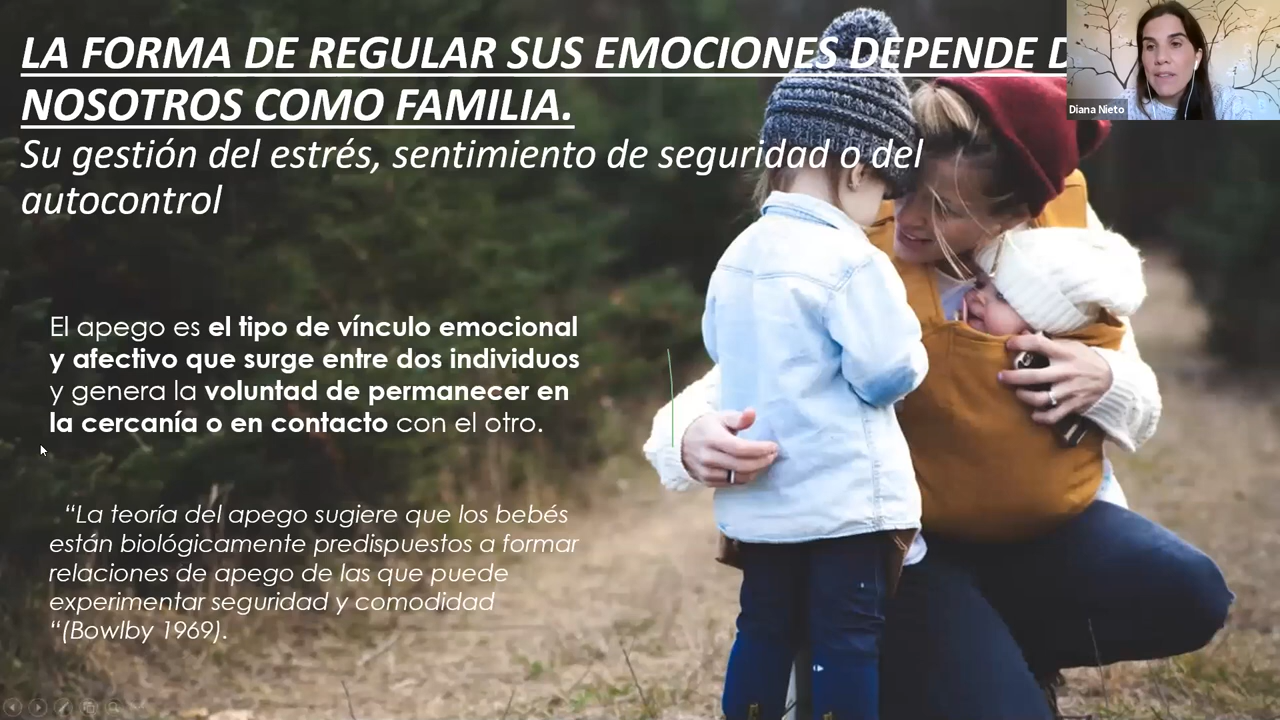 LA FORMA DE REGULAR SUS EMOCIONES DEPENDE D
NOSOTROS COMO FAMILIA.
Su gestión del estrés, sentimiento de seguridad o del
autocontrol
Diana Nieto
El apego es el tipo de vínculo emocional
y afectivo que surge entre dos individuos
y genera la voluntad de permanecer en
la cercanía o en contacto con el otro.
“La teoría del apego sugiere que los bebés
están biológicamente predispuestos a formar
relaciones de apego de las que puede
experimentar seguridad y comodidad
“(Bowlby 1969).